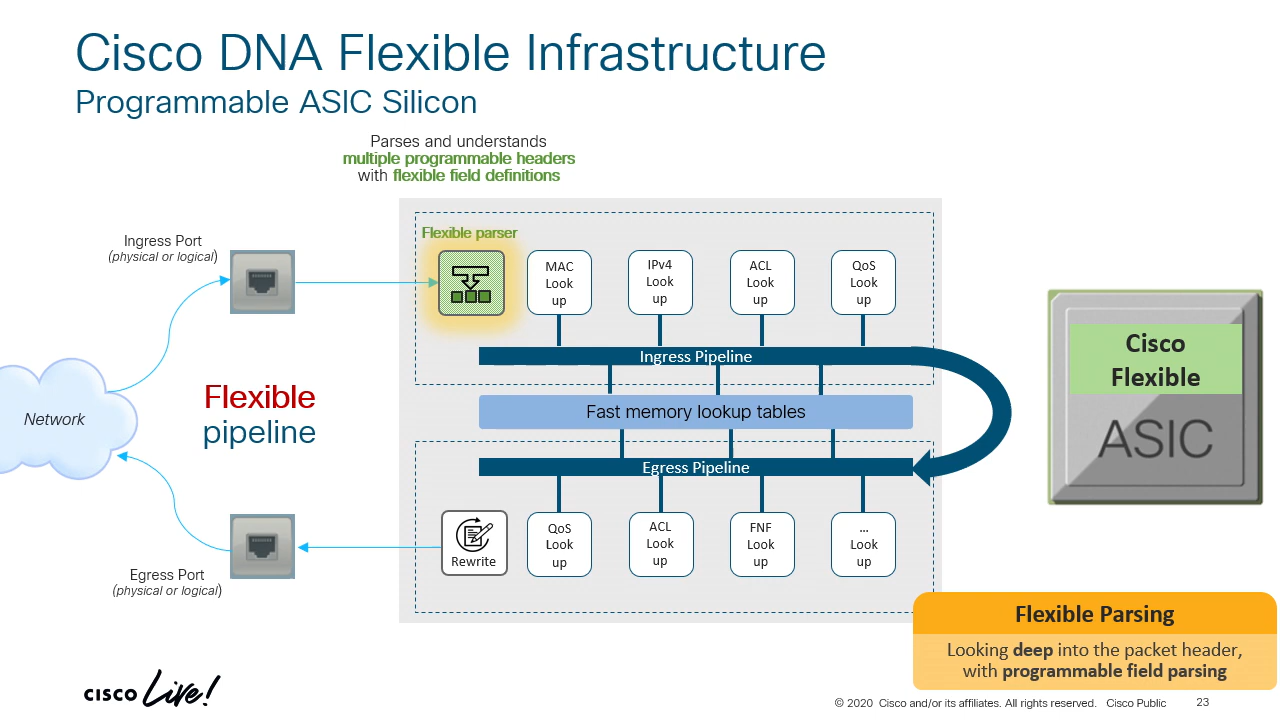 Cisco DNA Flexible Infrastructure
Programmable ASIC Silicon
Parses and understands
multiple programmable headers
with flexible field definitions
Ingress Port
(physical or logical)
Flexible parser
MAC
Look
up
IPv4
Look
up
ACL
Look
up
QoS
Look
up
Ingress Pipeline
Cisco
Flexible
ASIC
Network
Flexible
pipeline
Fast memory lookup tables
Egress Pipeline
Rewrite
QoS
Look
up
ACL
Look
up
FNF
Look
up
...
Look
up
Egress Port
(physical or logical)
Flexible Parsing
Looking deep into the packet header,
with programmable field parsing
CISCO Live!
© 2020 Cisco and/or its affiliates. All rights reserved. Cisco Public 23